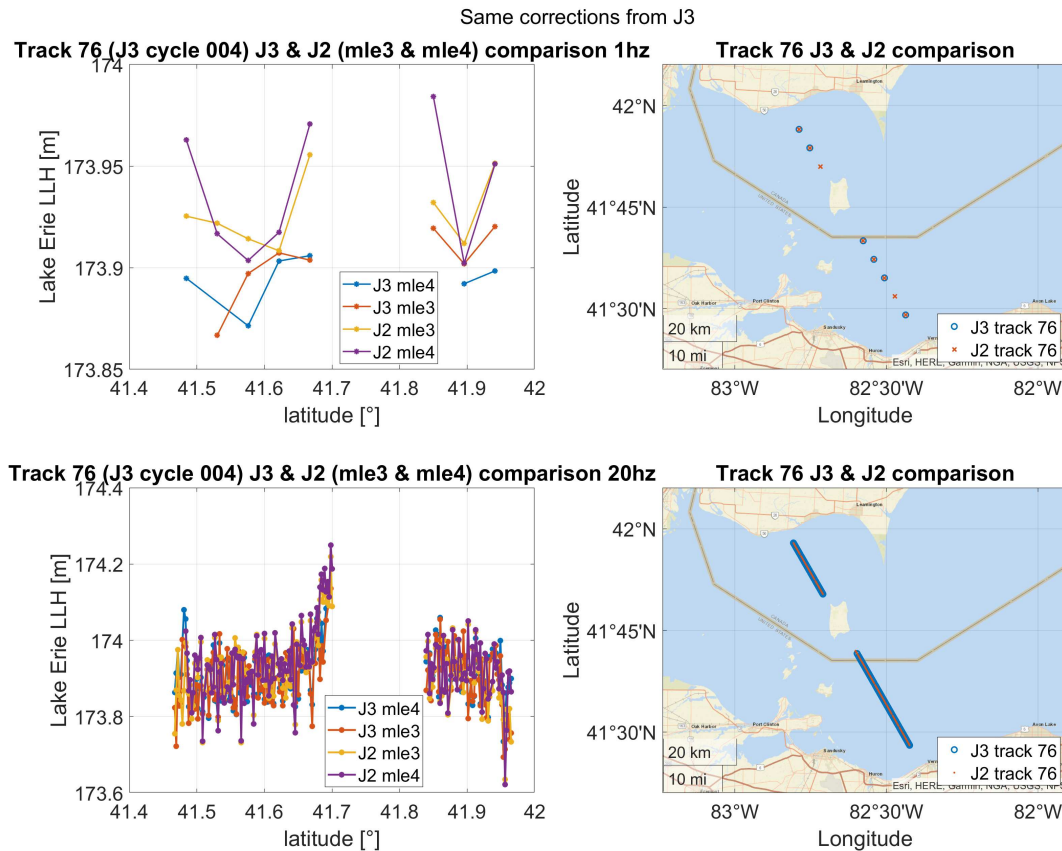 Same corrections from J3
Track 76 (J3 cycle 004) J3 & J2 (mle3 & mle4) comparison 1hz
174
173.95
173.9
173.85
Lake Erie LLH [m]
41.4
41.5
41.6
41.7
41.8
41.9
42
latitude [°]
J3 mle4
J3 mle3
J2 mle3
J2 mle4
Track 76 J3 & J2 comparison
42°N
41°45'N
41°30'N
Latitude
Leamington
CANADA
UNITED STATES
Oak Harbor
Port Clinton
Sandusky
Huron
Avon Lake
20 km
10 mi
J3 track 76
J2 track 76
Esri, HERE, Garmin, NGA, USGS, NPS
83°W
82°30'W
82°W
Longitude
Track 76 (J3 cycle 004) J3 & J2 (mle3 & mle4) comparison 20hz
174.4
174.2
174
173.8
173.6
Lake Erie LLH [m]
41.4
41.5
41.6
41.7
41.8
41.9
42
latitude [°]
J3 mle4
J3 mle3
J2 mle3
J2 mle4
Track 76 J3 & J2 comparison
42°N
41°45'N
41°30'N
Latitude
Leamington
CANADA
UNITED STATES
Oak Harbor
Port Clinton
Sandusky
Huron
Avon Lake
20 km
10 mi
J3 track 76
J2 track 76
Esri, HERE, Garmin, NGA, USGS, NPS
83°W
82°30'W
82°W
Longitude